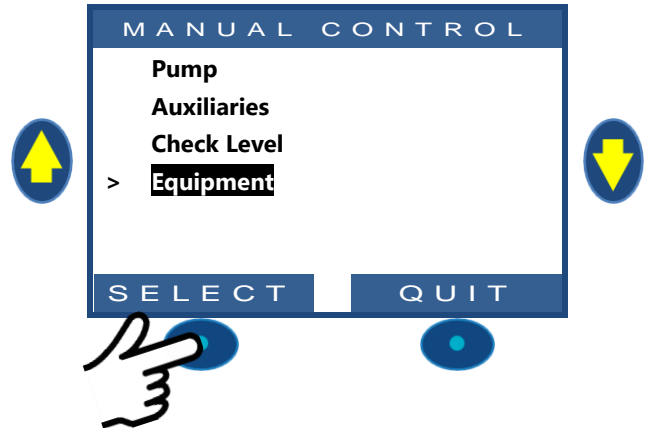 MANUAL CONTROL
Pump
Auxiliaries
Check Level
> Equipment
SELECT QUIT